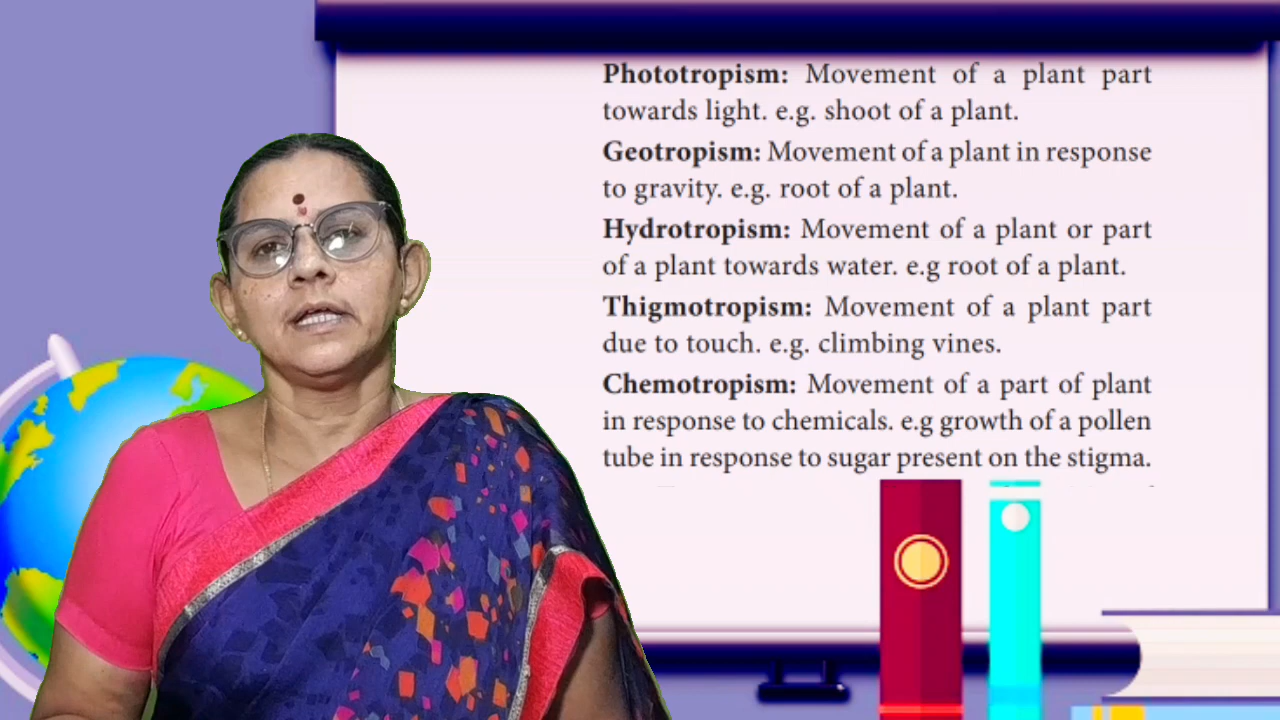 Phototropism: Movement of a plant part
towards light. e.g. shoot of a plant.
Geotropism: Movement of a plant in response
to gravity. e.g. root of a plant.
Hydrotropism: Movement of a plant or part
of a plant towards water. e.g root of a plant.
Thigmotropism: Movement of a plant part
due to touch. e.g. climbing vines.
Chemotropism: Movement of a part of plant
in response to chemicals. e.g growth of a pollen
tube in response to sugar present on the stigma.